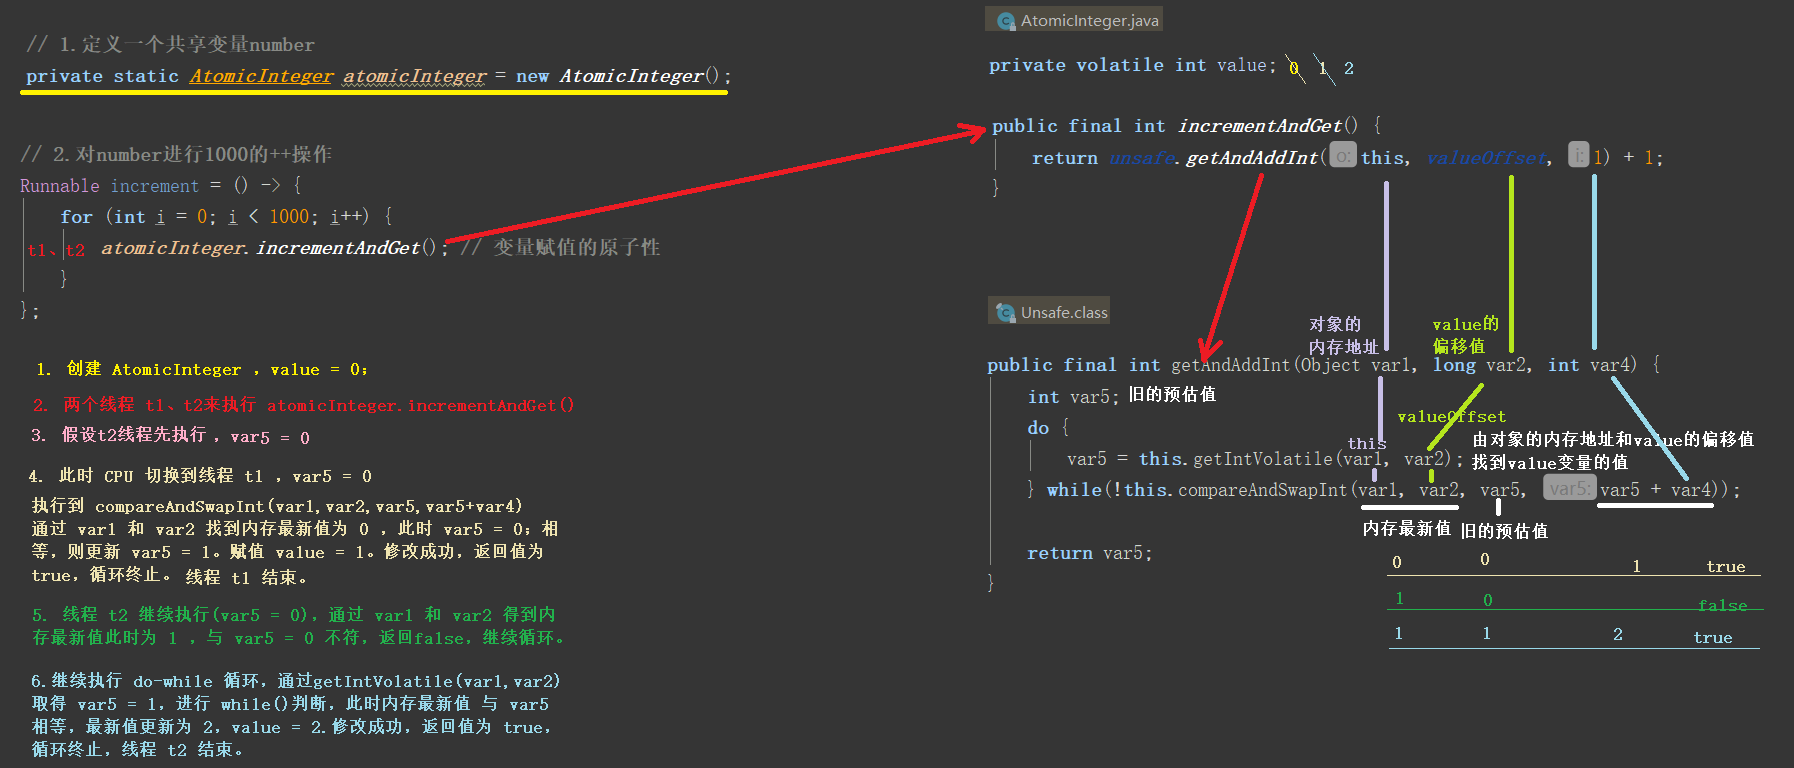 // 1.定义一个共享变量number
private static AtomicInteger atomicInteger = new AtomicInteger();
// 2.对number进行1000的++操作
Runnable increment = () -> {
for (int i = 0; i < 1000; i++) {
t1、t2 atomicInteger.incrementAndGet(); // 变量赋值的原子性
}
};
1. 创建 AtomicInteger , value = 0;
2. 两个线程 t1、t2来执行 atomicInteger.incrementAndGet()
3. 假设t2线程先执行 , var5 = 0
4. 此时 CPU 切换到线程 t1 , var5 = 0
执行到 compareAndSwapInt(var1,var2,var5,var5+var4)
通过 var1 和 var2 找到内存最新值为 0 , 此时 var5 = 0; 相
等, 则更新 var5 = 1。赋值 value = 1。修改成功, 返回值为
true, 循环终止。 线程 t1 结束。
5. 线程 t2 继续执行(var5 = 0), 通过 var1 和 var2 得到内
存最新值此时为 1 , 与 var5 = 0 不符, 返回false, 继续循环。
6.继续执行 do-while 循环, 通过getIntVolatile(var1,var2)
取得 var5 = 1, 进行 while()判断, 此时内存最新值 与 var5
相等, 最新值更新为 2, value = 2.修改成功, 返回值为 true,
循环终止, 线程 t2 结束。
AtomicInteger.java
private volatile int value; 0 1 2
public final int incrementAndGet() {
return unsafe.getAndAddInt( o: this, valueOffset, i: 1) + 1;
}
Unsafe.class
对象的
内存地址
value的
偏移值
public final int getAndAddInt(Object var1, long var2, int var4) {
int var5; 旧的预估值
do {
valueOffset
this
由对象的内存地址和value的偏移值
找到value变量的值
var5 = this.getIntVolatile(var1, var2);
} while(!this.compareAndSwapInt(var1, var2, var5, var5: var5 + var4));
内存最新值 旧的预估值
return var5;
}
0 0 1 true
1 0 false
1 1 2 true